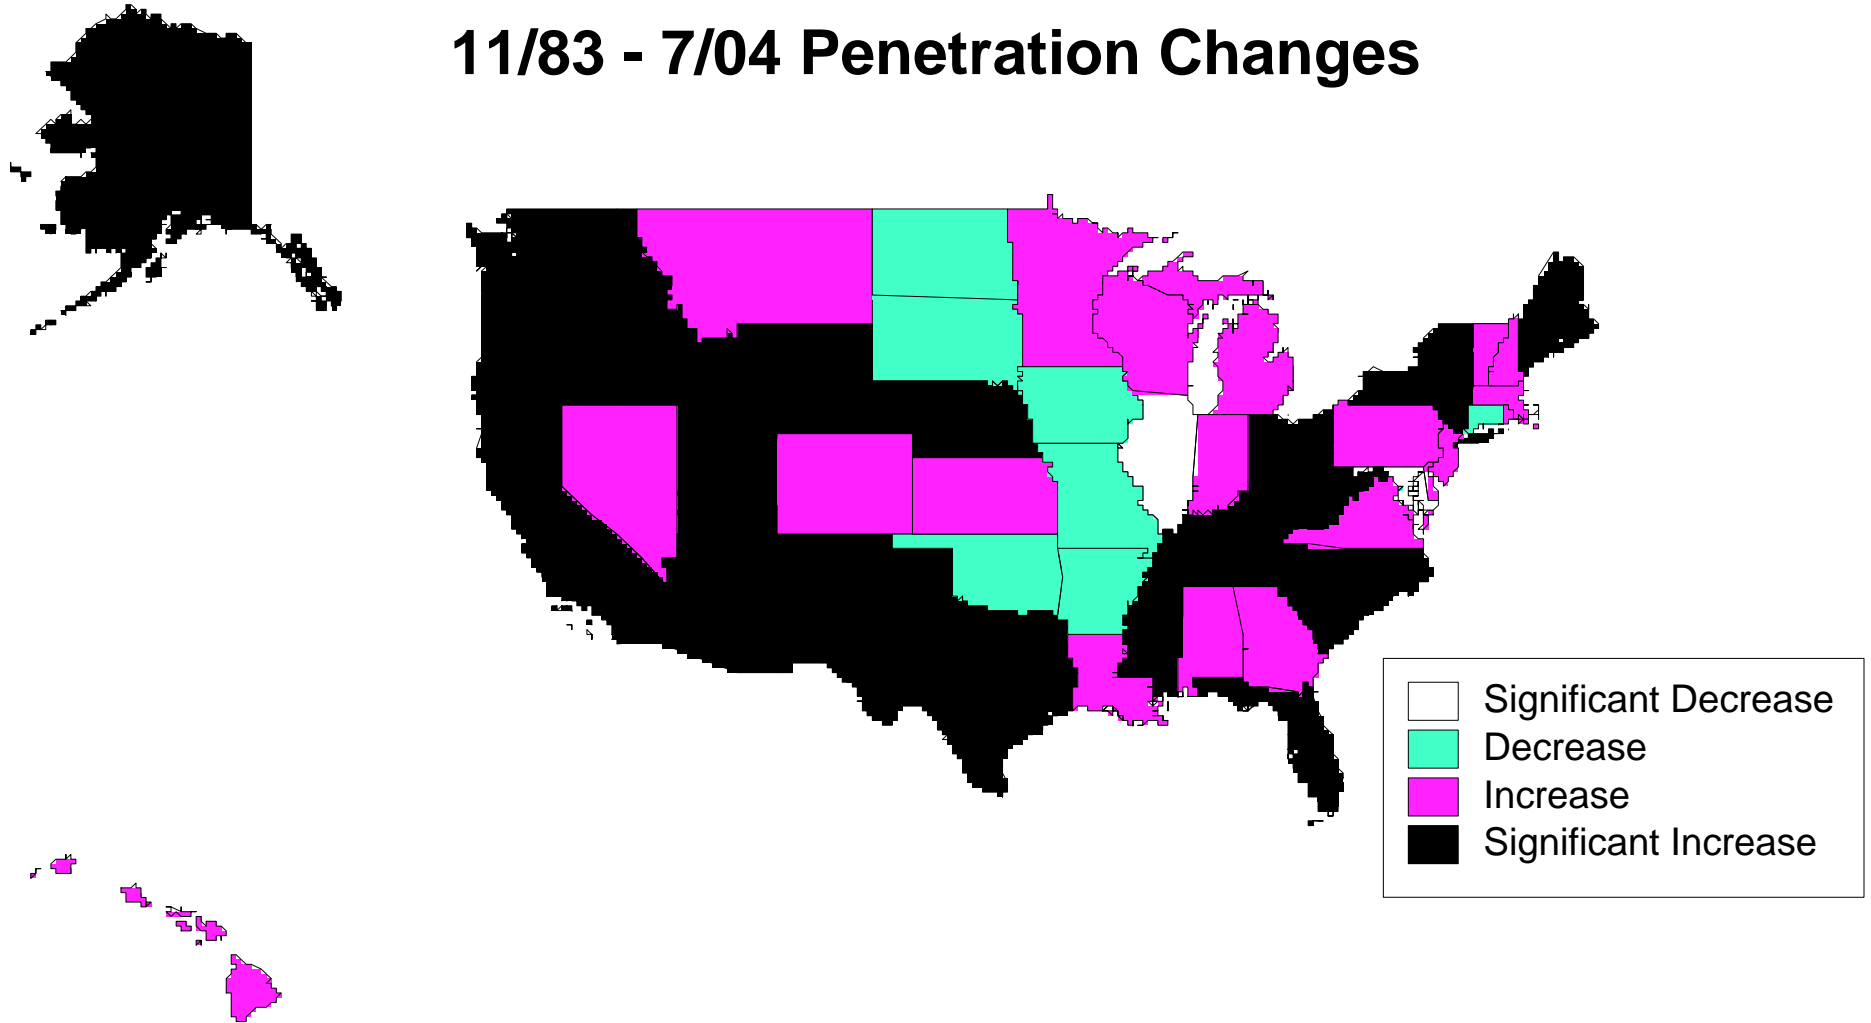 11/83 - 7/04 Penetration Changes
Significant Decrease
Decrease
Increase
Significant Increase